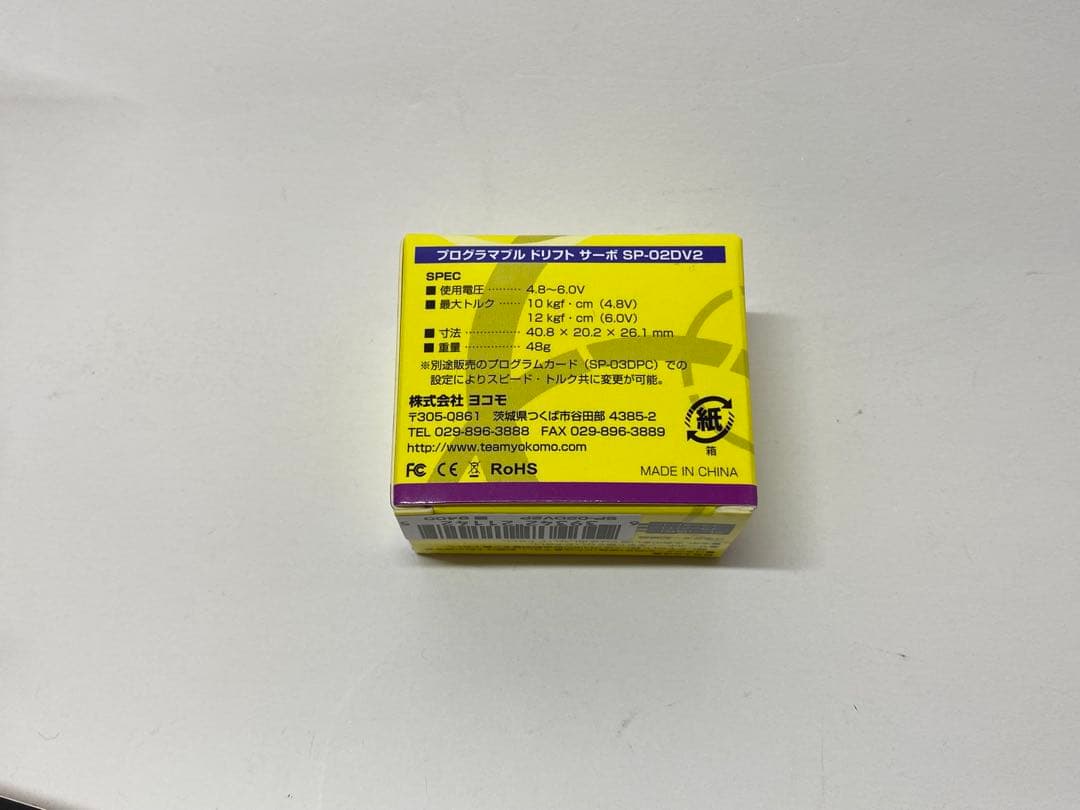 プログラマブル ドリフト サーボ SP-02DV2
SPEC
■ 使用電圧 ……… 4.8〜6.0V
■ 最大トルク …… 10 kgf・cm（4.8V）
12 kgf・cm（6.0V）
■ 寸法 …………… 40.8 × 20.2 × 26.1 mm
■ 重量 …………… 48g
※別途販売のプログラムカード（SP-03DPC）での
設定によりスピード・トルク共に変更が可能。
株式会社 ヨコモ
〒305-0861 茨城県つくば市谷田部 4385-2
TEL 029-896-3888 FAX 029-896-3889
http://www.teamyokomo.com
紙
箱
FC CE RoHS
MADE IN CHINA
SP-02DV2P